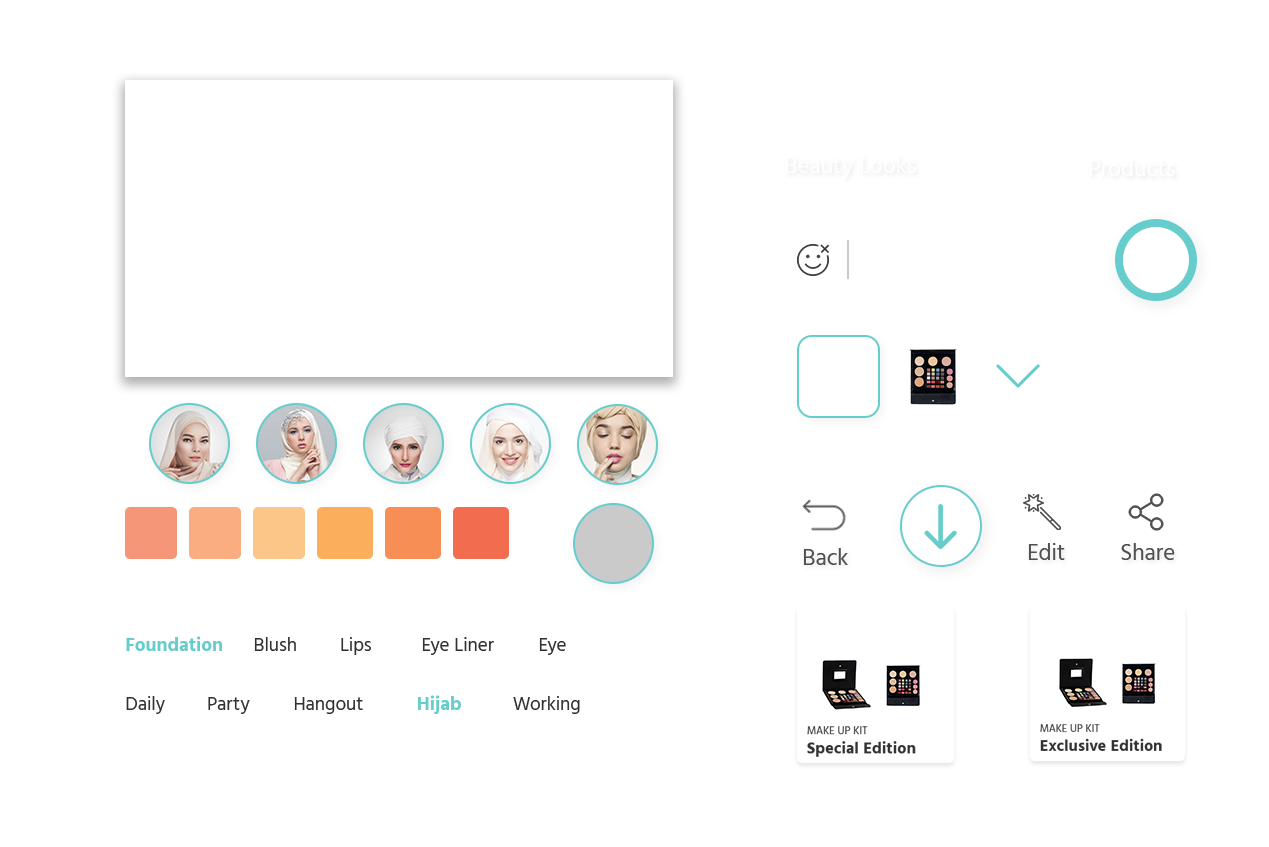 Beauty Looks
Products
Back
Edit
Share
Foundation Blush Lips Eye Liner Eye
Daily Party Hangout Hijab Working
MAKE UP KIT
Special Edition
MAKE UP KIT
Exclusive Edition